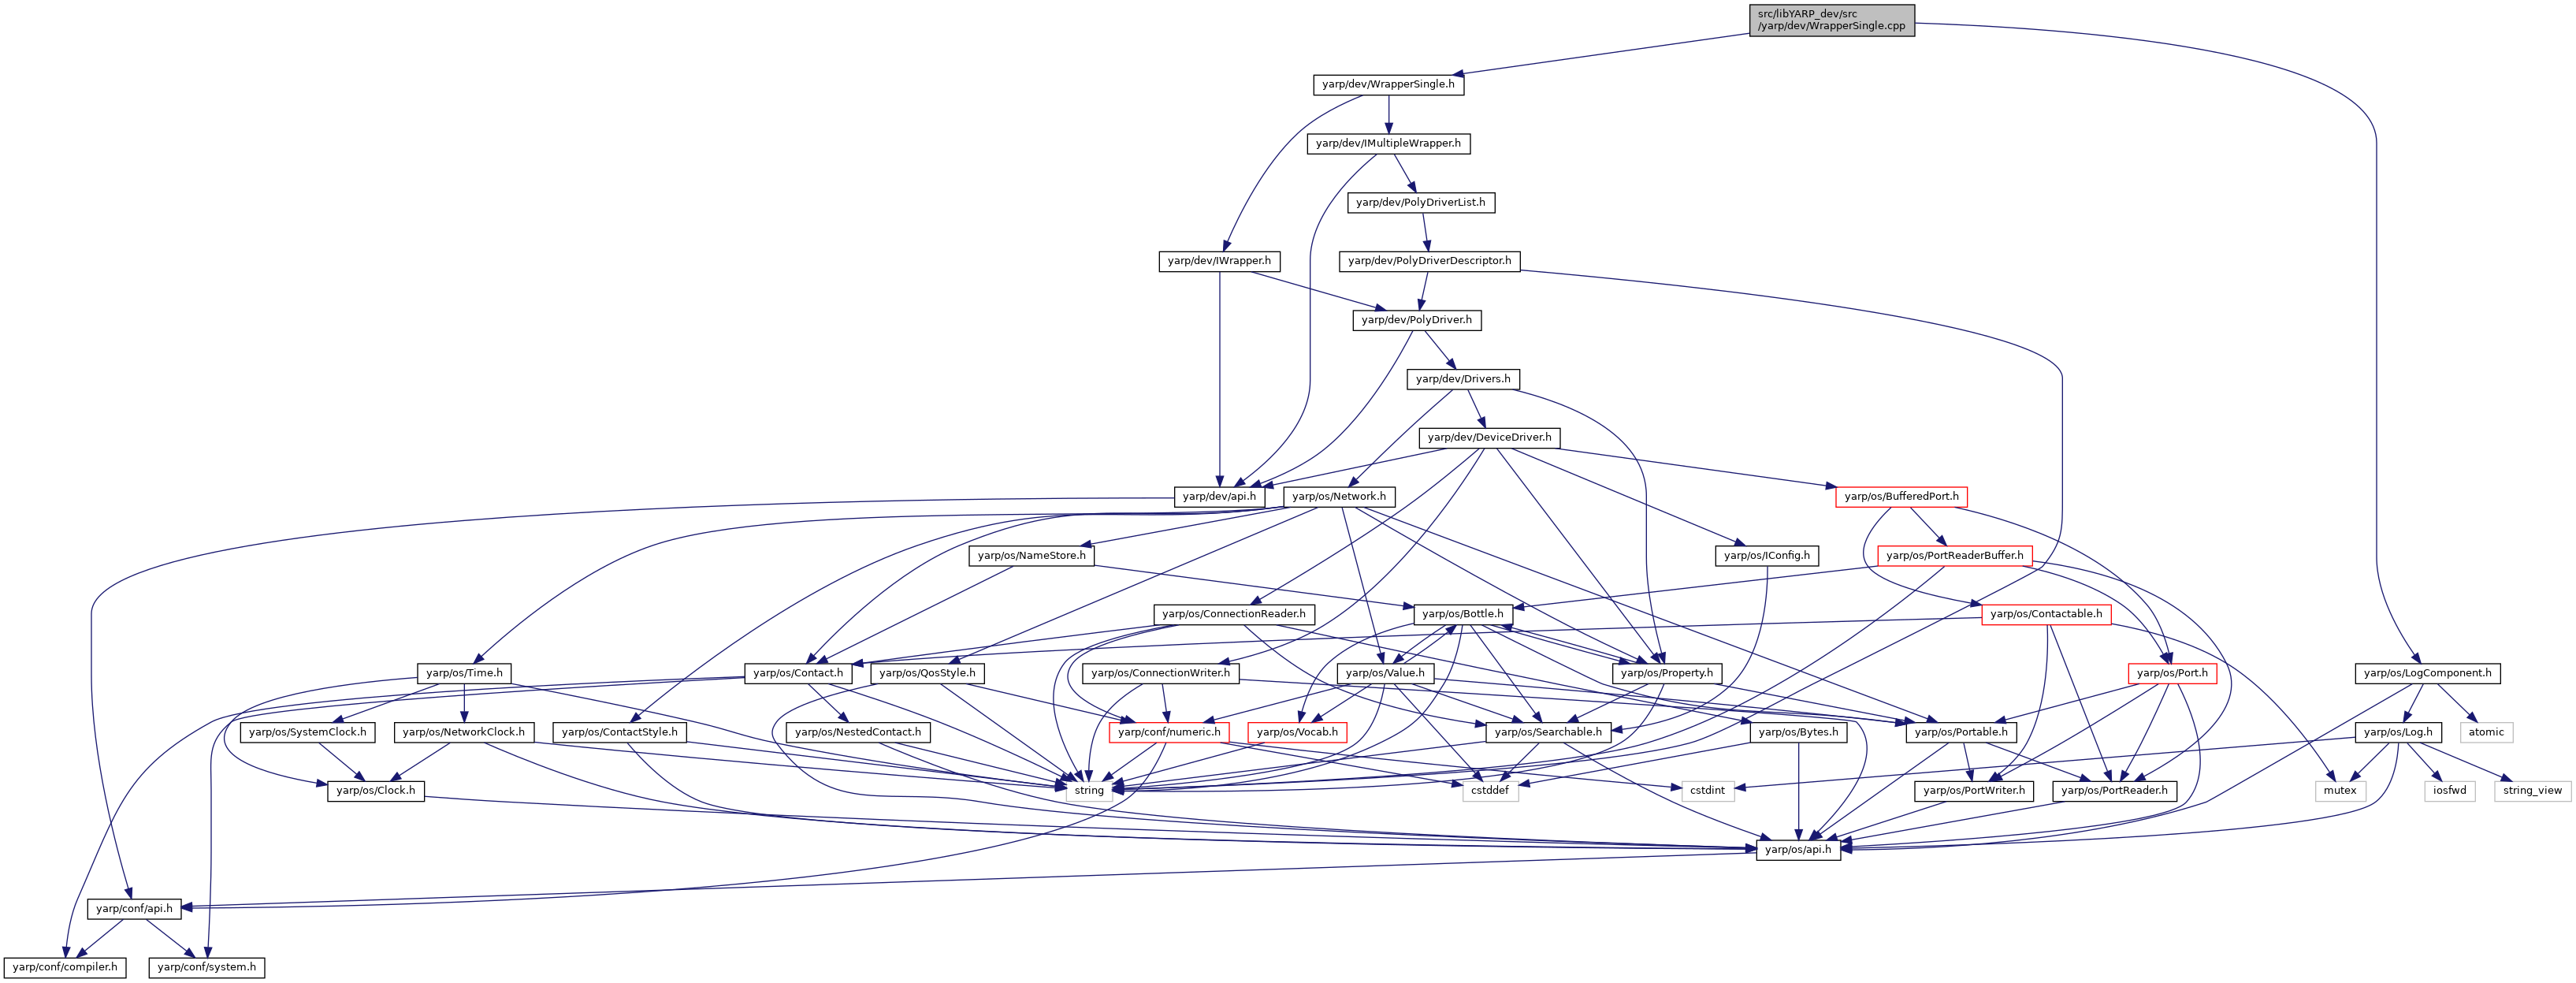 src/libYARP_dev/src
/yarp/dev/WrapperSingle.cpp
yarp/dev/WrapperSingle.h
yarp/dev/IMultipleWrapper.h
yarp/dev/PolyDriverList.h
yarp/dev/IWrapper.h
yarp/dev/PolyDriverDescriptor.h
yarp/dev/PolyDriver.h
yarp/dev/Drivers.h
yarp/dev/DeviceDriver.h
yarp/dev/api.h
yarp/os/Network.h
yarp/os/BufferedPort.h
yarp/os/NameStore.h
yarp/os/IConfig.h
yarp/os/PortReaderBuffer.h
yarp/os/ConnectionReader.h
yarp/os/Bottle.h
yarp/os/Contactable.h
yarp/os/Time.h
yarp/os/Contact.h
yarp/os/QosStyle.h
yarp/os/ConnectionWriter.h
yarp/os/Value.h
yarp/os/Property.h
yarp/os/Port.h
yarp/os/LogComponent.h
yarp/os/SystemClock.h
yarp/os/NetworkClock.h
yarp/os/ContactStyle.h
yarp/os/NestedContact.h
yarp/conf/numeric.h
yarp/os/Vocab.h
yarp/os/Searchable.h
yarp/os/Bytes.h
yarp/os/Portable.h
yarp/os/Log.h
atomic
yarp/os/Clock.h
string
cstddef
cstdint
yarp/os/PortWriter.h
yarp/os/PortReader.h
mutex
iosfwd
string_view
yarp/os/api.h
yarp/conf/api.h
yarp/conf/compiler.h
yarp/conf/system.h